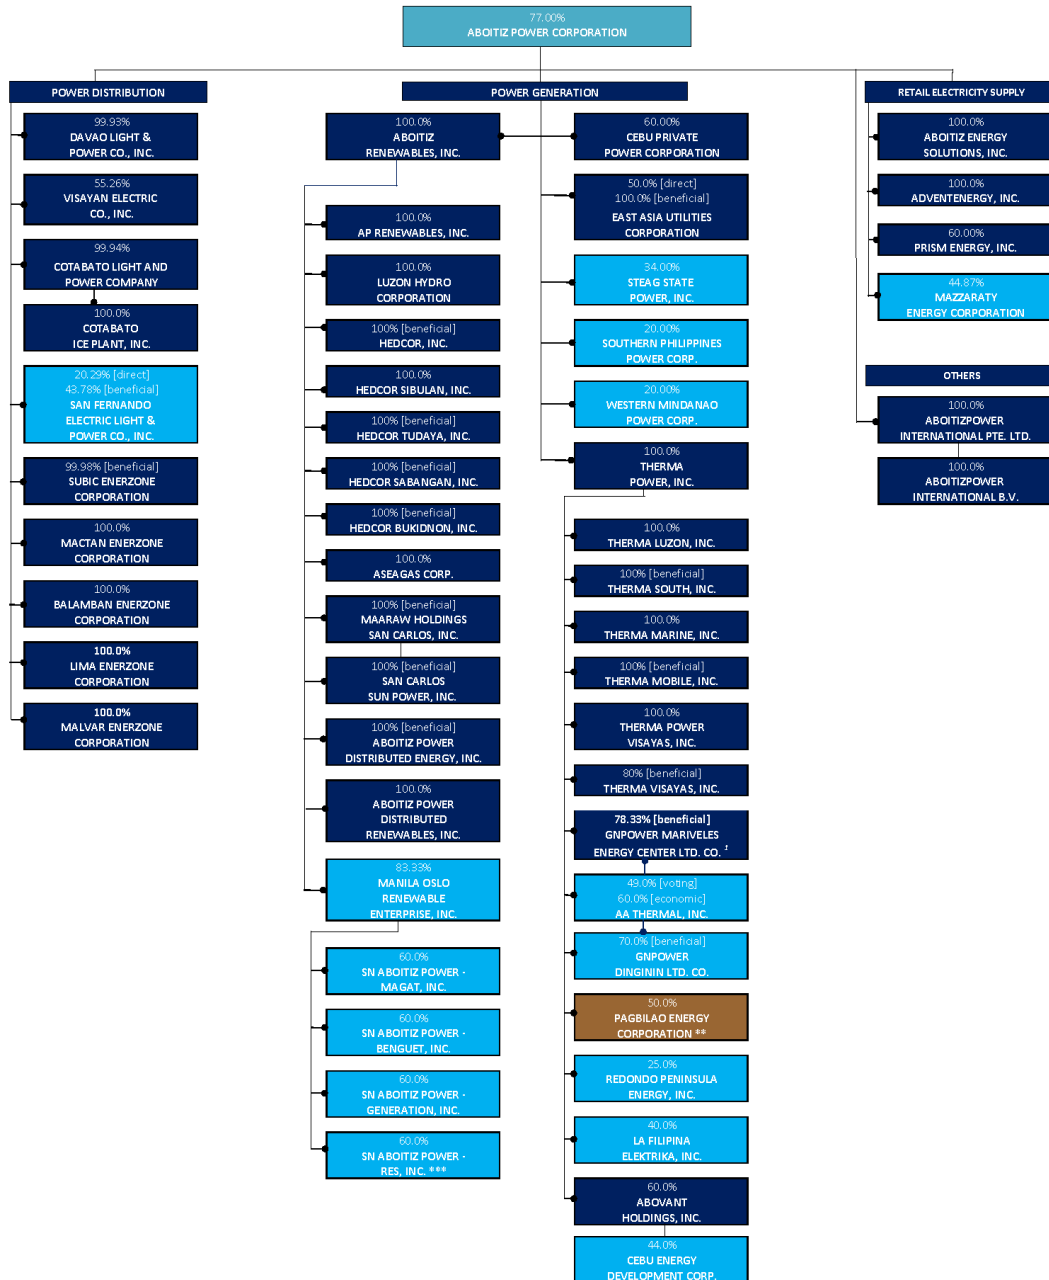 77.00%
ABOITIZ POWER CORPORATION
POWER DISTRIBUTION
99.93%
DAVAO LIGHT &
POWER CO., INC.
55.26%
VISAYAN ELECTRIC
CO., INC.
99.94%
COTABATO LIGHT AND
POWER COMPANY
100.0%
COTABATO
ICE PLANT, INC.
20.29% [direct]
43.78% [beneficial]
SAN FERNANDO
ELECTRIC LIGHT &
POWER CO., INC.
99.98% [beneficial]
SUBIC ENERZONE
CORPORATION
100.0%
MACTAN ENERZONE
CORPORATION
100.0%
BALAMBAN ENERZONE
CORPORATION
100.0%
LIMA ENERZONE
CORPORATION
100.0%
MALVAR ENERZONE
CORPORATION
POWER GENERATION
100.0%
ABOITIZ
RENEWABLES, INC.
100.0%
AP RENEWABLES, INC.
100.0%
LUZON HYDRO
CORPORATION
100% [beneficial]
HEDCOR, INC.
100.0%
HEDCOR SIBULAN, INC.
100% [beneficial]
HEDCOR TUDAYA, INC.
100% [beneficial]
HEDCOR SABANGAN, INC.
100% [beneficial]
HEDCOR BUKIDNON, INC.
100.0%
ASEAGAS CORP.
100% [beneficial]
MAARAW HOLDINGS
SAN CARLOS, INC.
100% [beneficial]
SAN CARLOS
SUN POWER, INC.
100% [beneficial]
ABOITIZ POWER
DISTRIBUTED ENERGY, INC.
100.0%
ABOITIZ POWER
DISTRIBUTED
RENEWABLES, INC.
83.33%
MANILA OSLO
RENEWABLE
ENTERPRISE, INC.
60.0%
SN ABOITIZ POWER -
MAGAT, INC.
60.0%
SN ABOITIZ POWER -
BENGUET, INC.
60.0%
SN ABOITIZ POWER -
GENERATION, INC.
60.0%
SN ABOITIZ POWER -
RES, INC. ***
60.00%
CEBU PRIVATE
POWER CORPORATION
50.0% [direct]
100.0% [beneficial]
EAST ASIA UTILITIES
CORPORATION
34.00%
STEAG STATE
POWER, INC.
20.00%
SOUTHERN PHILIPPINES
POWER CORP.
20.00%
WESTERN MINDANAO
POWER CORP.
100.0%
THERMA
POWER, INC.
100.0%
THERMA LUZON, INC.
100% [beneficial]
THERMA SOUTH, INC.
100.0%
THERMA MARINE, INC.
100% [beneficial]
THERMA MOBILE, INC.
100.0%
THERMA POWER
VISAYAS, INC.
80% [beneficial]
THERMA VISAYAS, INC.
78.33% [beneficial]
GNPOWER MARIVELES
ENERGY CENTER LTD. CO. ¹
49.0% [voting]
60.0% [economic]
AA THERMAL, INC.
70.0% [beneficial]
GNPOWER
DINGININ LTD. CO.
50.0%
PAGBILAO ENERGY
CORPORATION **
25.0%
REDONDO PENINSULA
ENERGY, INC.
40.0%
LA FILIPINA
ELEKTRIKA, INC.
60.0%
ABOVANT
HOLDINGS, INC.
44.0%
CEBU ENERGY
DEVELOPMENT CORP.
RETAIL ELECTRICITY SUPPLY
100.0%
ABOITIZ ENERGY
SOLUTIONS, INC.
100.0%
ADVENTENERGY, INC.
60.00%
PRISM ENERGY, INC.
44.87%
MAZZARATY
ENERGY CORPORATION
OTHERS
100.0%
ABOITIZPOWER
INTERNATIONAL PTE. LTD.
100.0%
ABOITIZPOWER
INTERNATIONAL B.V.